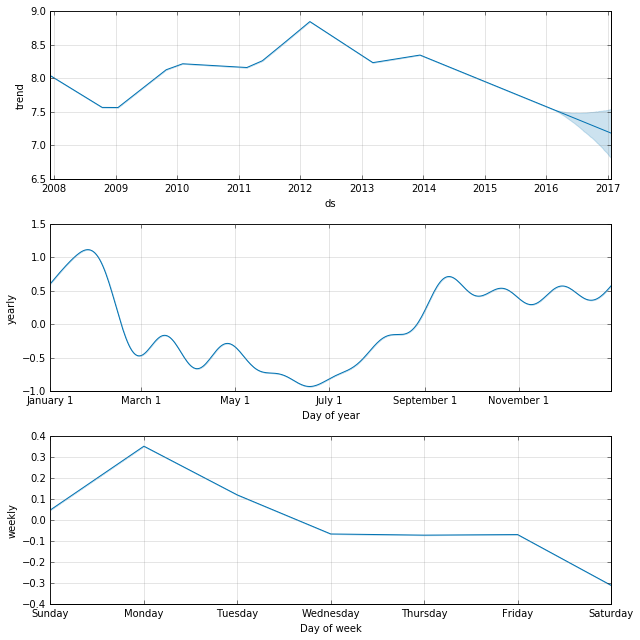 9.0
8.5
8.0
7.5
7.0
6.5
trend
2008 2009 2010 2011 2012 2013 2014 2015 2016 2017
ds
1.5
1.0
0.5
0.0
−0.5
−1.0
yearly
January 1 March 1 May 1 July 1 September 1 November 1
Day of year
0.4
0.3
0.2
0.1
0.0
−0.1
−0.2
−0.3
−0.4
weekly
Sunday Monday Tuesday Wednesday Thursday Friday Saturday
Day of week